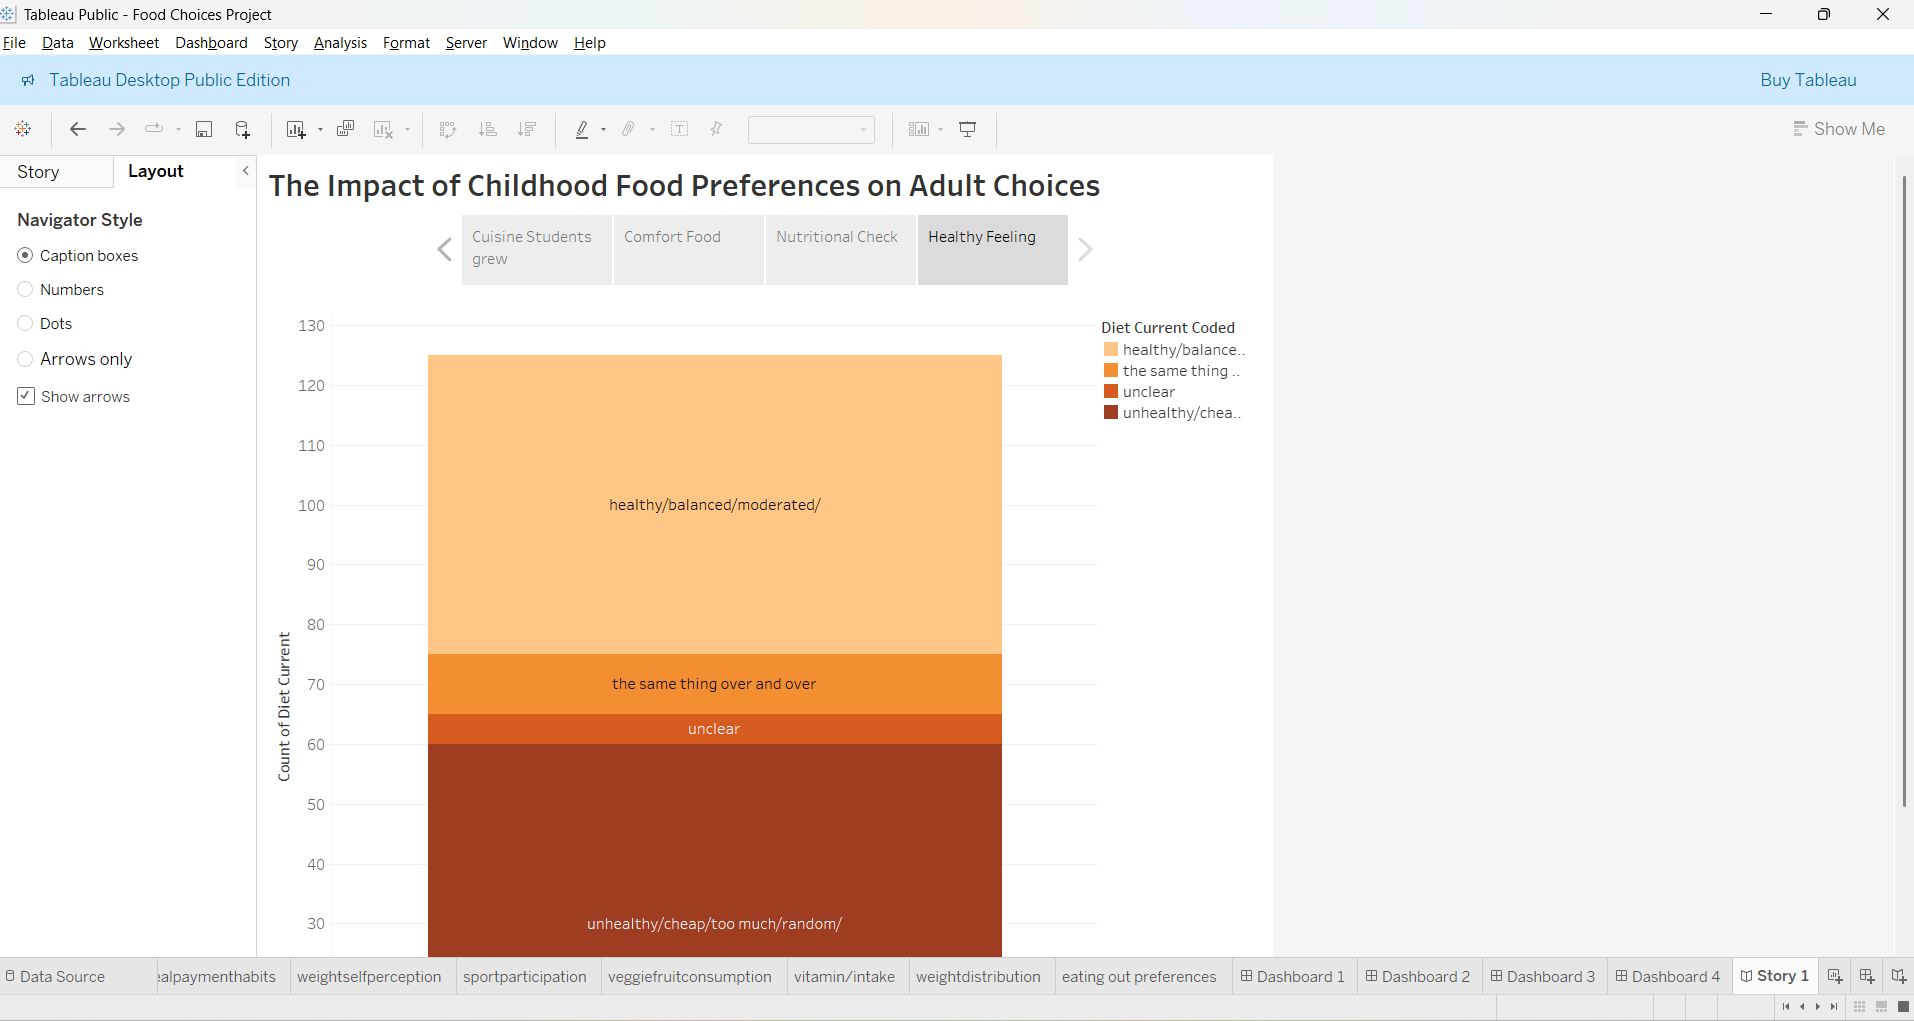 Tableau Public - Food Choices Project
File Data Worksheet Dashboard Story Analysis Format Server Window Help
Tableau Desktop Public Edition
Buy Tableau
Show Me
Story
Layout
Navigator Style
Caption boxes
Numbers
Dots
Arrows only
Show arrows
The Impact of Childhood Food Preferences on Adult Choices
Cuisine Students
grew
Comfort Food
Nutritional Check
Healthy Feeling
Count of Diet Current
130
120
110
100
90
80
70
60
50
40
30
healthy/balanced/moderated/
the same thing over and over
unclear
unhealthy/cheap/too much/random/
Diet Current Coded
healthy/balance..
the same thing ..
unclear
unhealthy/chea..
Data Source
ealpaymenthabits
weightselfperception
sportparticipation
veggiefruitconsumption
vitamin/intake
weightdistribution
eating out preferences
Dashboard 1
Dashboard 2
Dashboard 3
Dashboard 4
Story 1